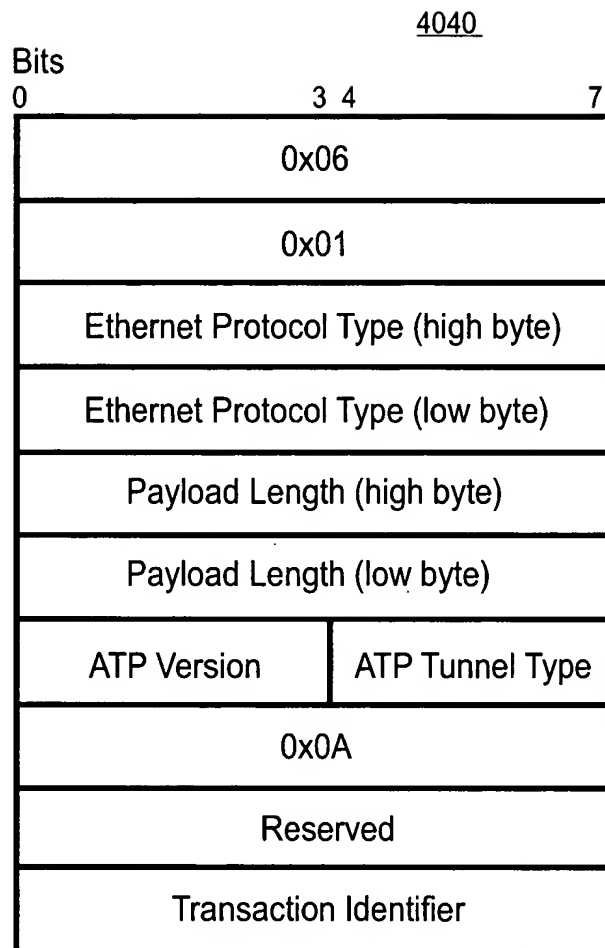 4040
Bits
0 3 4 7
0x06
0x01
Ethernet Protocol Type (high byte)
Ethernet Protocol Type (low byte)
Payload Length (high byte)
Payload Length (low byte)
ATP Version ATP Tunnel Type
0x0A
Reserved
Transaction Identifier